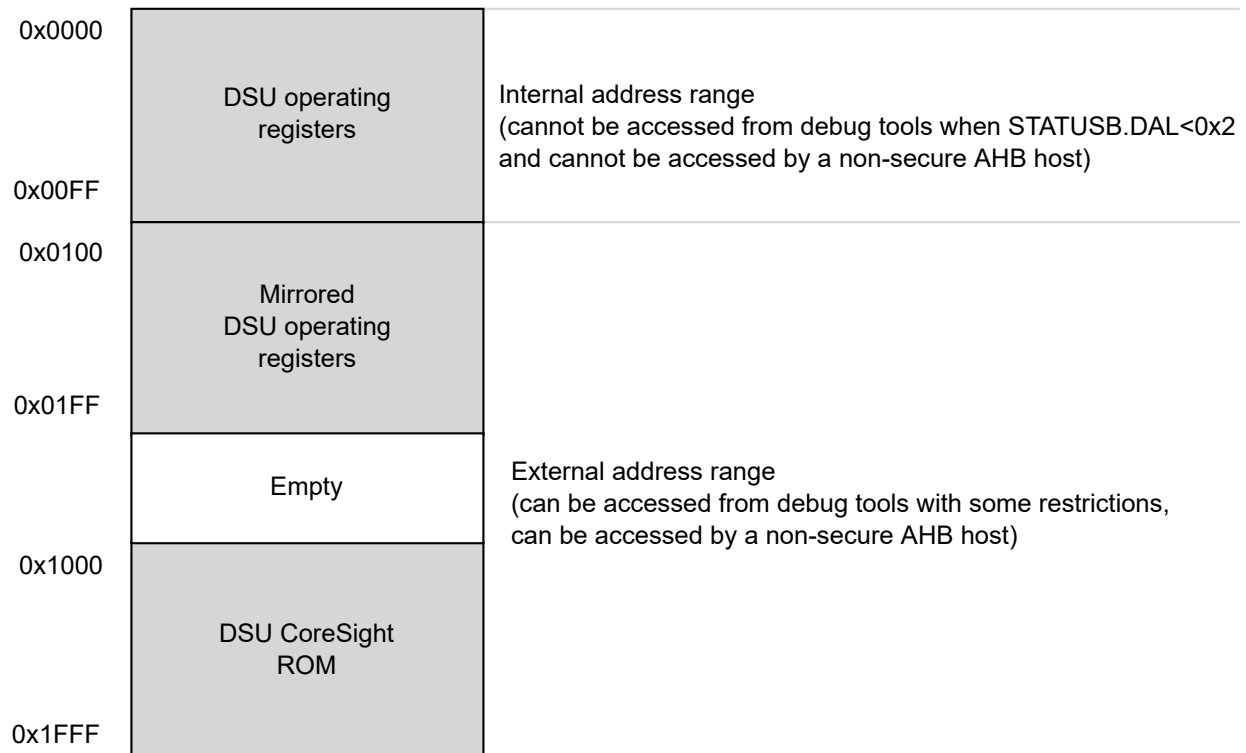 0x0000
DSU operating
registers
Internal address range
(cannot be accessed from debug tools when STATUSB.DAL<0x2
and cannot be accessed by a non-secure AHB host)
0x00FF
0x0100
Mirrored
DSU operating
registers
0x01FF
Empty
External address range
(can be accessed from debug tools with some restrictions,
can be accessed by a non-secure AHB host)
0x1000
DSU CoreSight
ROM
0x1FFF